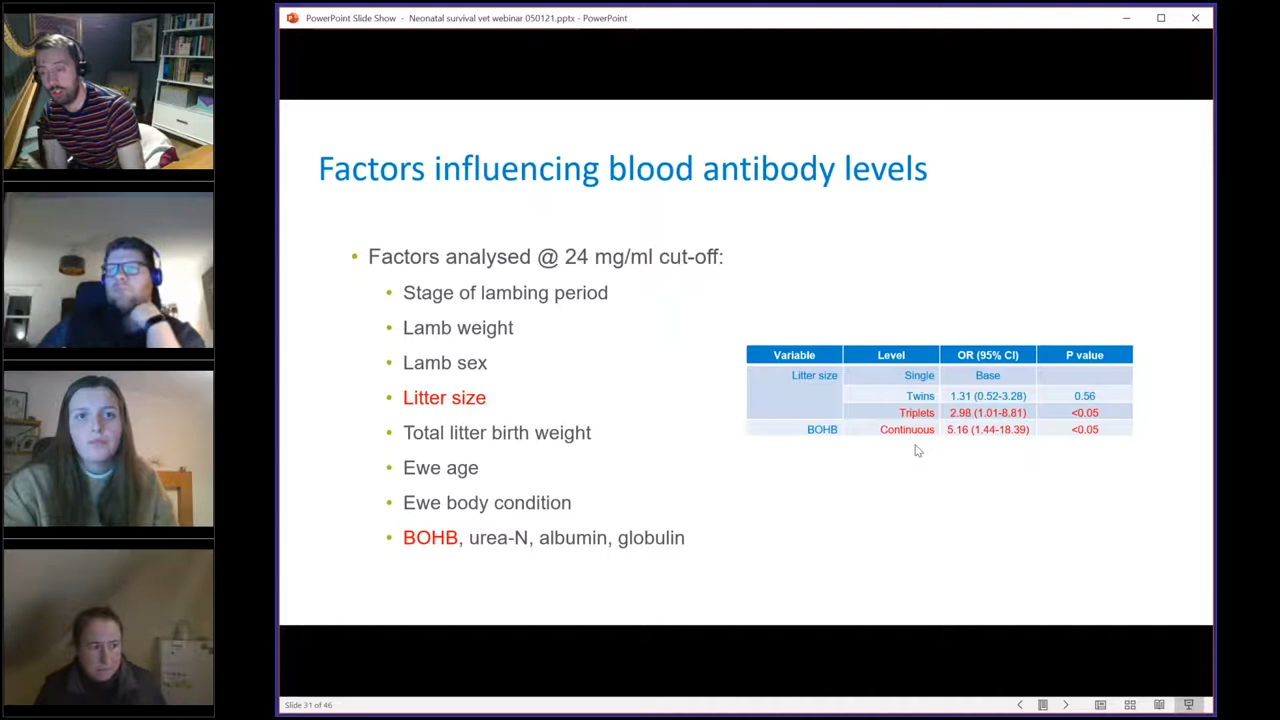 PowerPoint Slide Show - Neonatal survival vet webinar 050121.pptx - PowerPoint
Factors influencing blood antibody levels
• Factors analysed @ 24 mg/ml cut-off:
• Stage of lambing period
• Lamb weight
• Lamb sex
• Litter size
• Total litter birth weight
• Ewe age
• Ewe body condition
• BOHB, urea-N, albumin, globulin
Variable Level OR (95% CI) P value
Litter size Single Base
Twins 1.31 (0.52-3.28) 0.56
Triplets 2.98 (1.01-8.81) <0.05
BOHB Continuous 5.16 (1.44-18.39) <0.05
Slide 31 of 46